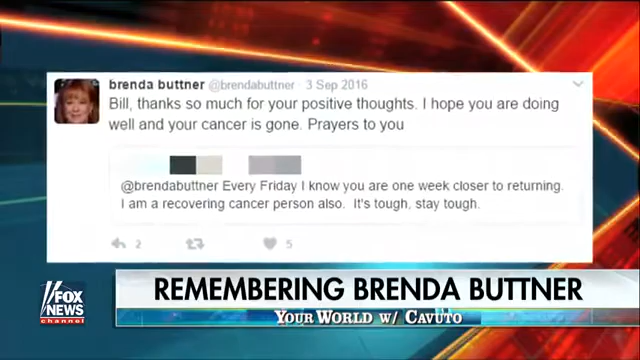 brenda buttner @brendabuttner · 3 Sep 2016
Bill, thanks so much for your positive thoughts. I hope you are doing
well and your cancer is gone. Prayers to you
@brendabuttner Every Friday I know you are one week closer to returning.
I am a recovering cancer person also. It's tough, stay tough.
2 5
REMEMBERING BRENDA BUTTNER
FOX
NEWS
channel
YOUR WORLD W/ CAVUTO